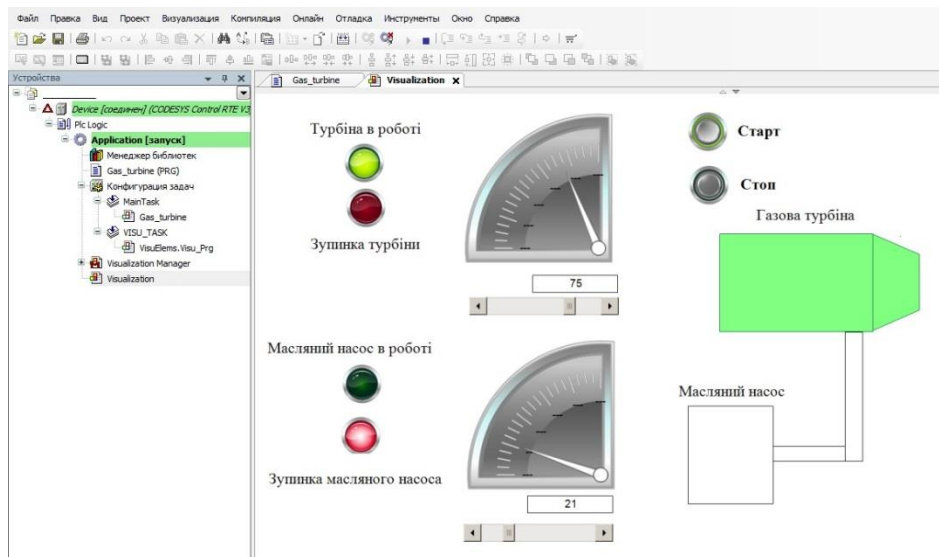 Файл Правка Вид Проект Визуализация Компиляция Онлайн Отладка Инструменты Окно Справка
Устройства
Device [соединен] (CODESYS Control RTE V3
Plc Logic
Application [запуск]
Менеджер библиотек
Gas_turbine (PRG)
Конфигурация задач
MainTask
Gas_turbine
VISU_TASK
VisuElems.Visu_Prg
Visualization Manager
Visualization
Gas_turbine
Visualization
Турбіна в роботі
Зупинка турбіни
75
Масляний насос в роботі
Зупинка масляного насоса
21
Старт
Стоп
Газова турбіна
Масляний насос